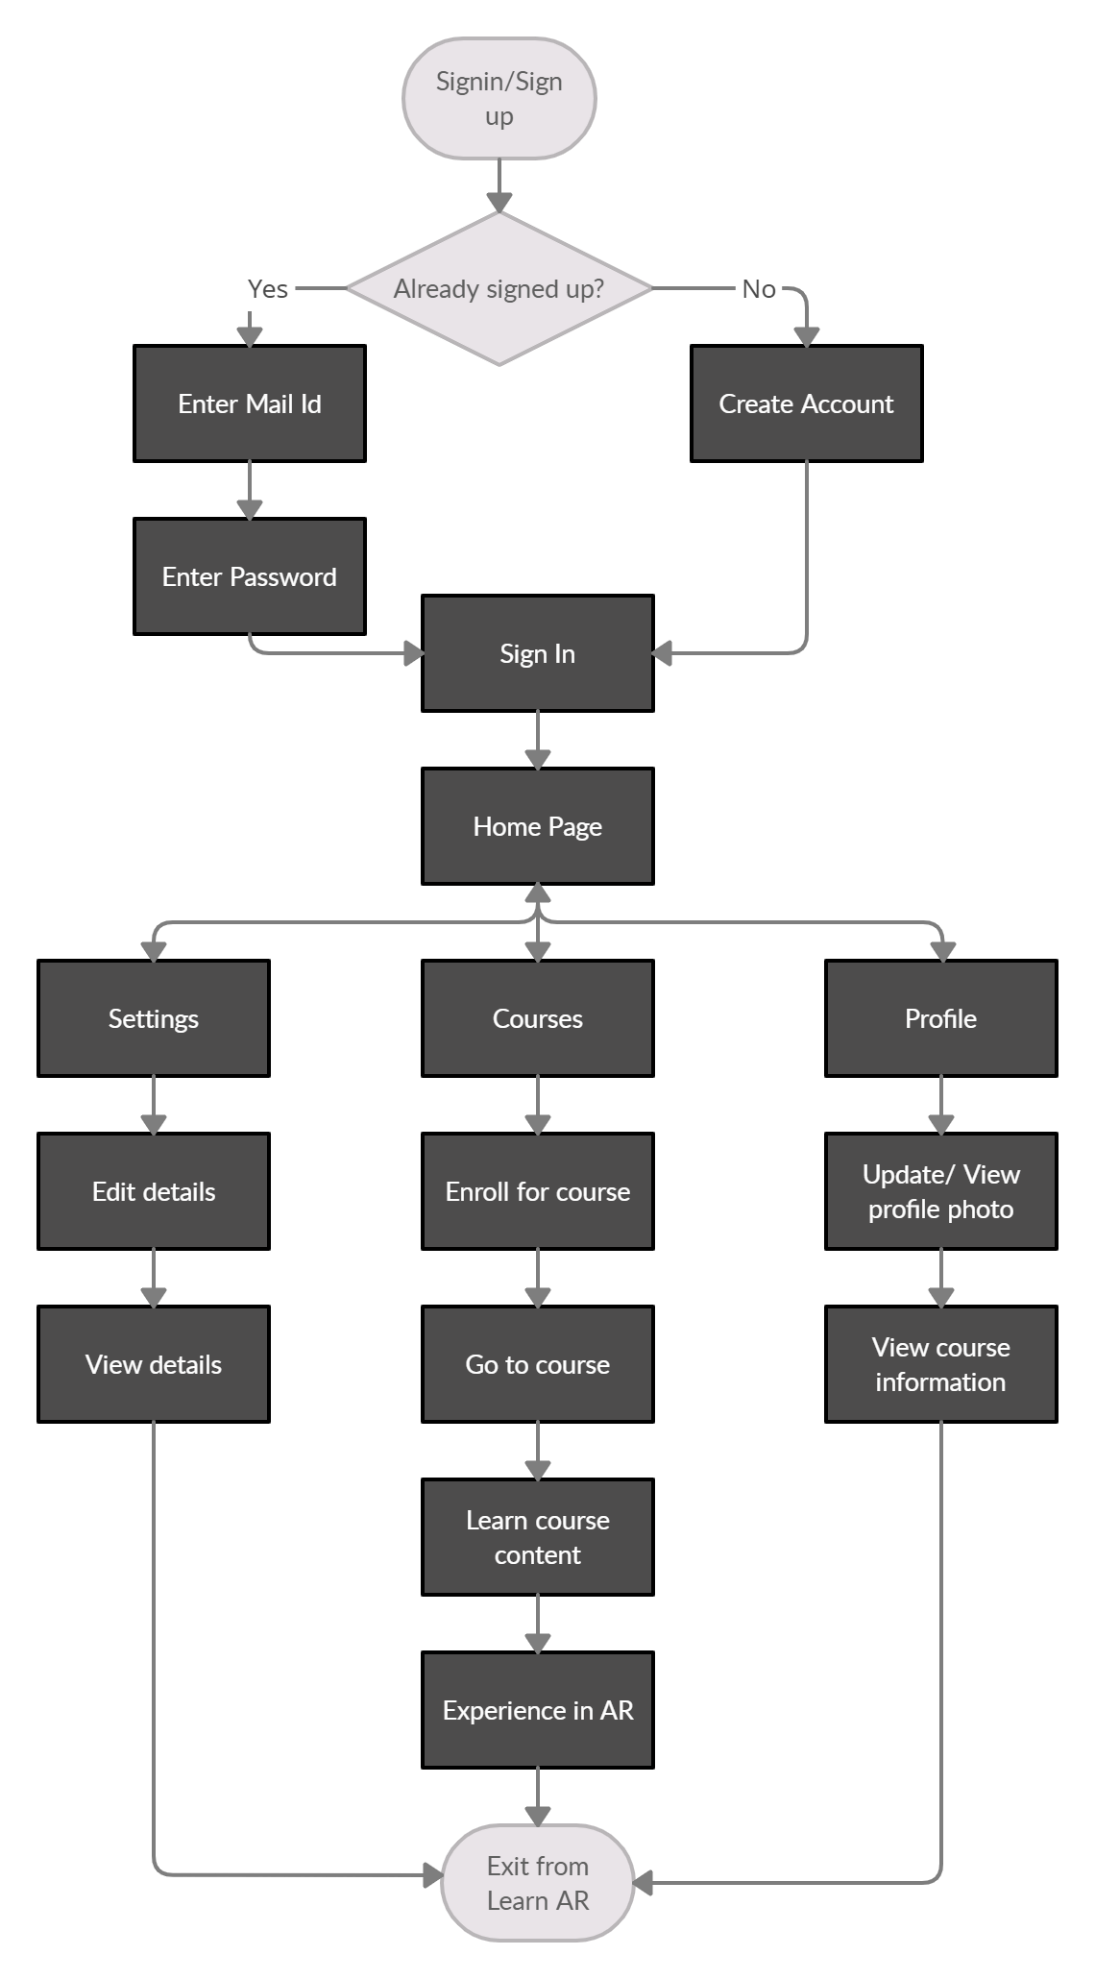 Signin/Sign
up
Already signed up?
Yes
No
Enter Mail Id
Create Account
Enter Password
Sign In
Home Page
Settings
Courses
Profile
Edit details
Enroll for course
Update/ View
profile photo
View details
Go to course
View course
information
Learn course
content
Experience in AR
Exit from
Learn AR